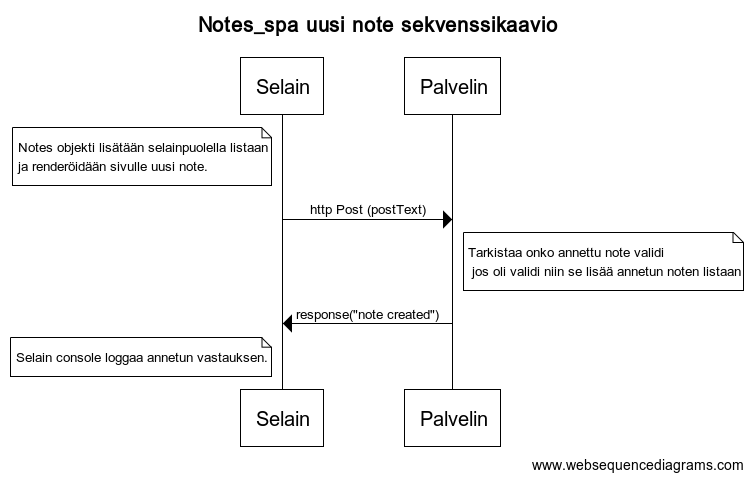 Notes_spa uusi note sekvenssikaavio
Selain
Palvelin
Notes objekti lisätään selainpuolella listaan
ja renderöidään sivulle uusi note.
http Post (postText)
Tarkistaa onko annettu note validi
jos oli validi niin se lisää annetun noten listaan
response("note created")
Selain console loggaa annetun vastauksen.
Selain
Palvelin
www.websequencediagrams.com